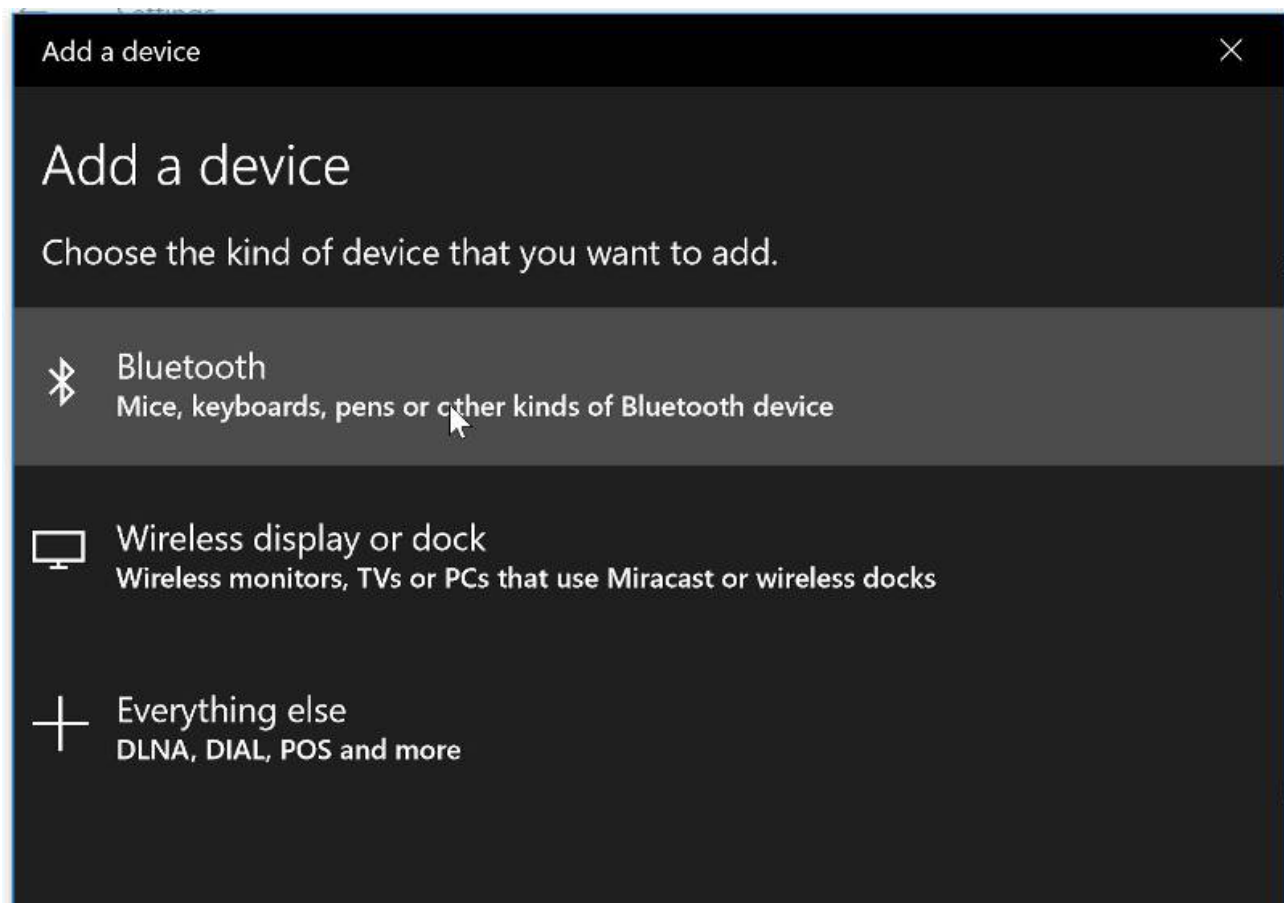 Settings
Add a device
Add a device
Choose the kind of device that you want to add.
Bluetooth
Mice, keyboards, pens or other kinds of Bluetooth device
Wireless display or dock
Wireless monitors, TVs or PCs that use Miracast or wireless docks
Everything else
DLNA, DIAL, POS and more